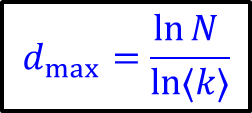 d_max = ln N / ln⟨k⟩